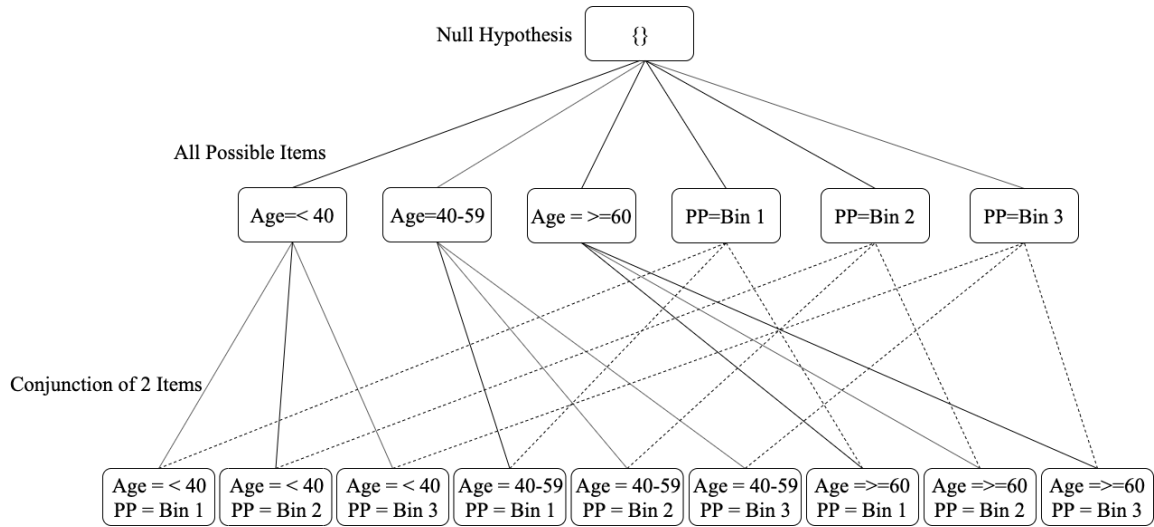 Null Hypothesis
{}
All Possible Items
Age=< 40
Age=40-59
Age = >=60
PP=Bin 1
PP=Bin 2
PP=Bin 3
Conjunction of 2 Items
Age = < 40
PP = Bin 1
Age = < 40
PP = Bin 2
Age = < 40
PP = Bin 3
Age = 40-59
PP = Bin 1
Age = 40-59
PP = Bin 2
Age = 40-59
PP = Bin 3
Age =>=60
PP = Bin 1
Age =>=60
PP = Bin 2
Age =>=60
PP = Bin 3